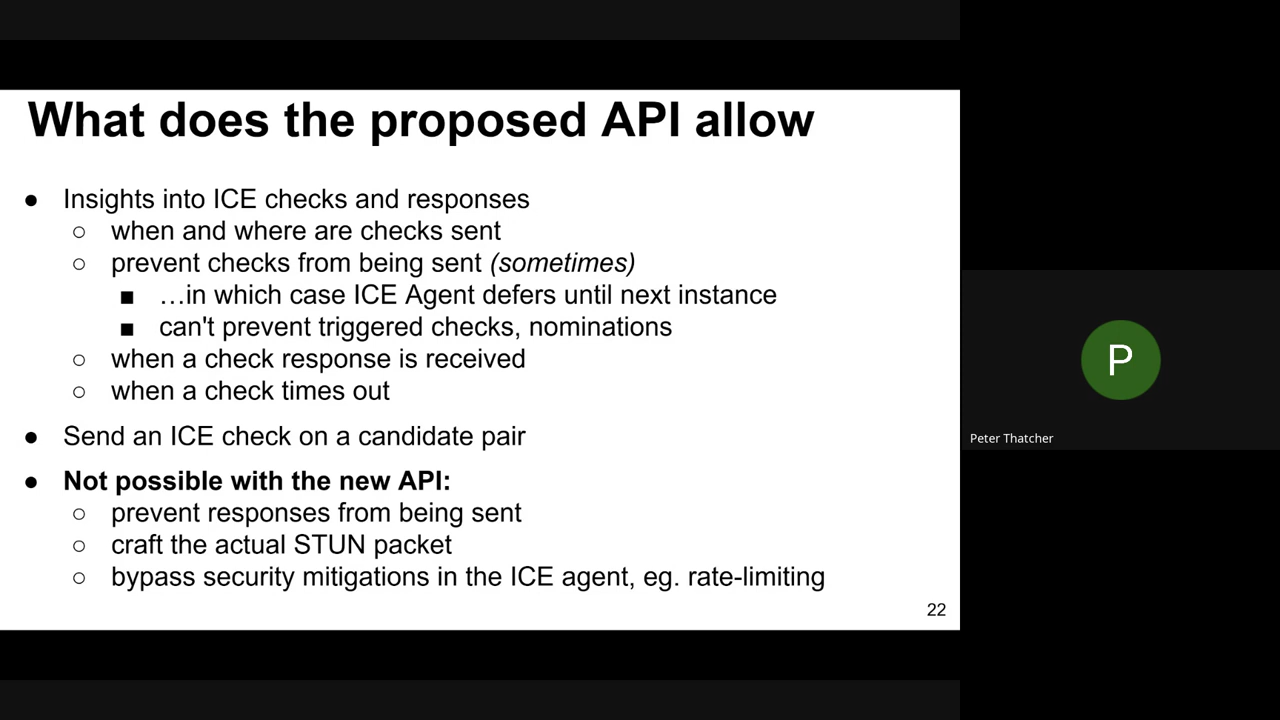 What does the proposed API allow
● Insights into ICE checks and responses
○ when and where are checks sent
○ prevent checks from being sent (sometimes)
■ …in which case ICE Agent defers until next instance
■ can't prevent triggered checks, nominations
○ when a check response is received
○ when a check times out
● Send an ICE check on a candidate pair
● Not possible with the new API:
○ prevent responses from being sent
○ craft the actual STUN packet
○ bypass security mitigations in the ICE agent, eg. rate-limiting
22
P
Peter Thatcher